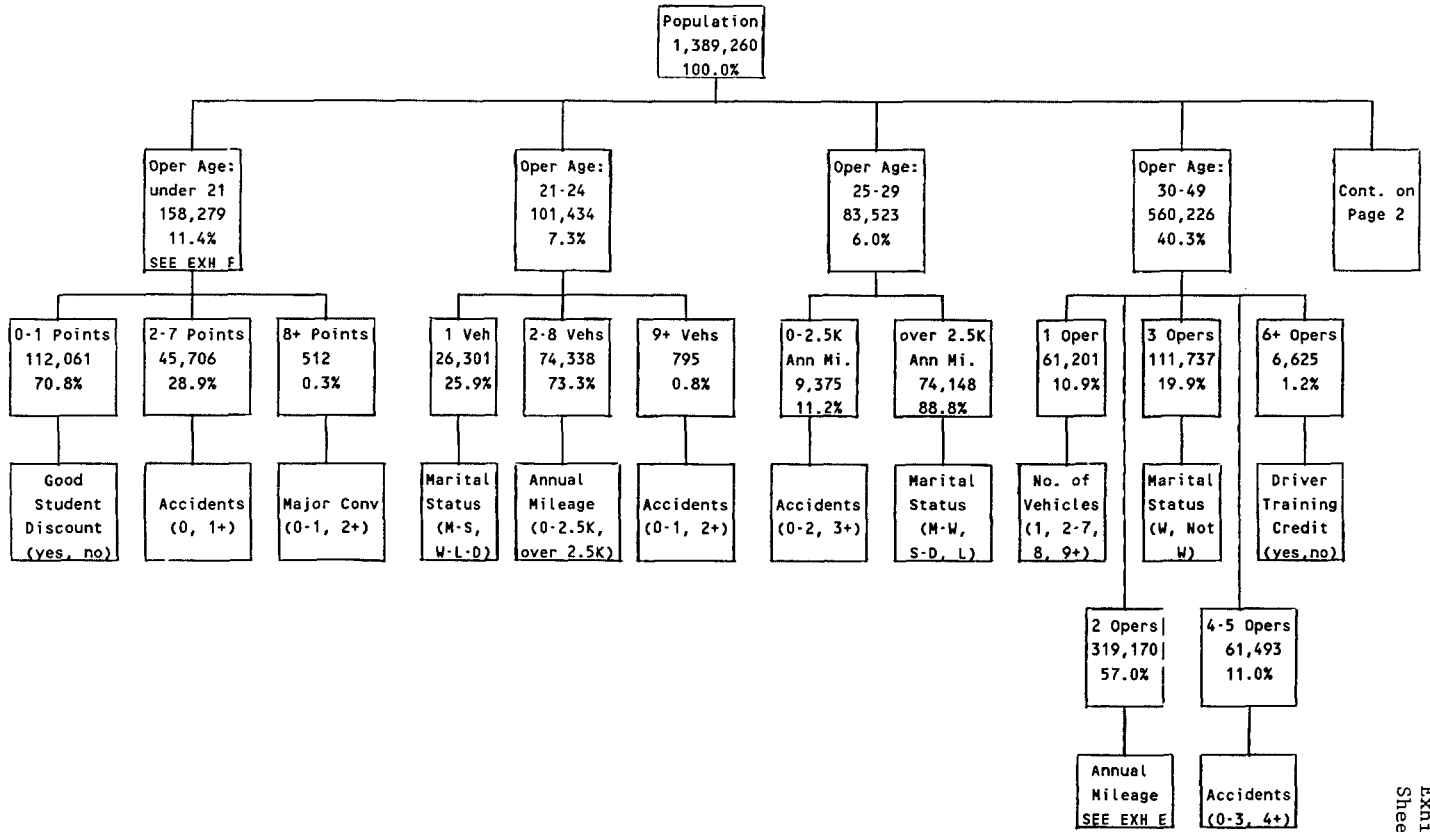 Population
1,389,260
100.0%
Oper Age:
under 21
158,279
11.4%
SEE EXH F
Oper Age:
21-24
101,434
7.3%
Oper Age:
25-29
83,523
6.0%
Oper Age:
30-49
560,226
40.3%
Cont. on
Page 2
0-1 Points
112,061
70.8%
2-7 Points
45,706
28.9%
8+ Points
512
0.3%
1 Veh
26,301
25.9%
2-8 Vehs
74,338
73.3%
9+ Vehs
795
0.8%
0-2.5K
Ann Mi.
9,375
11.2%
over 2.5K
Ann Mi.
74,148
88.8%
1 Oper
61,201
10.9%
3 Opers
111,737
19.9%
6+ Opers
6,625
1.2%
Good
Student
Discount
(yes, no)
Accidents
(0, 1+)
Major Conv
(0-1, 2+)
Marital
Status
(M-S,
W-L-D)
Annual
Mileage
(0-2.5K,
over 2.5K)
Accidents
(0-1, 2+)
Accidents
(0-2, 3+)
Marital
Status
(M-W,
S-D, L)
No. of
Vehicles
(1, 2-7,
8, 9+)
Marital
Status
(W, Not
W)
Driver
Training
Credit
(yes,no)
2 Opers
319,170
57.0%
4-5 Opers
61,493
11.0%
Annual
Mileage
SEE EXH E
Accidents
(0-3, 4+)